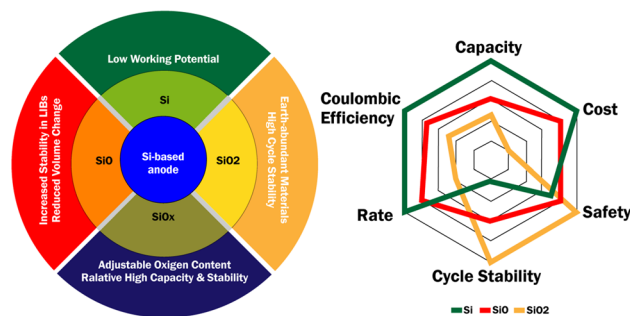 Low Working Potential
Si
Increased Stability in LIBs
Reduced Volume Change
SiO
Si-based
anode
SiO2
Earth-abundant Materials
High Cycle Stability
SiOx
Adjustable Oxigen Content
Ralative High Capacity & Stability
Capacity
Coulombic
Efficiency
Cost
Rate
Safety
Cycle Stability
Si
SiO
SiO2